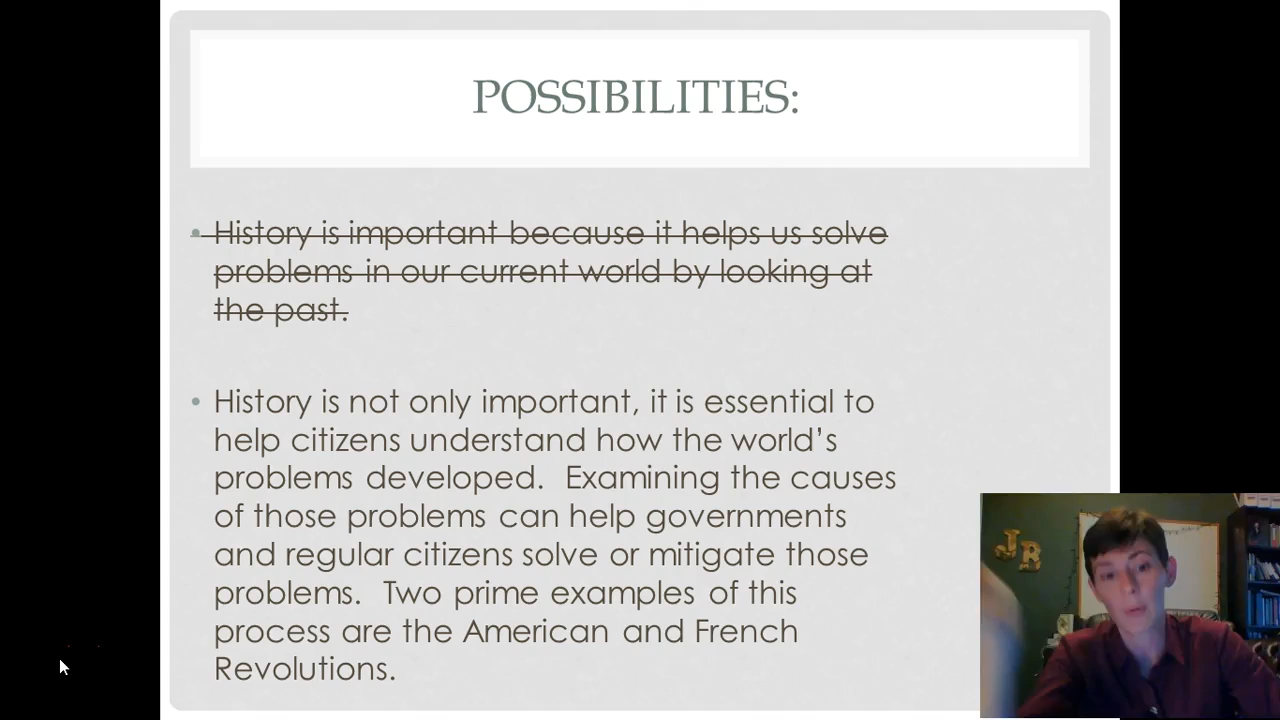 POSSIBILITIES:
• History is important because it helps us solve
problems in our current world by looking at
the past.
• History is not only important, it is essential to
help citizens understand how the world’s
problems developed.  Examining the causes
of those problems can help governments
and regular citizens solve or mitigate those
problems.  Two prime examples of this
process are the American and French
Revolutions.
J B